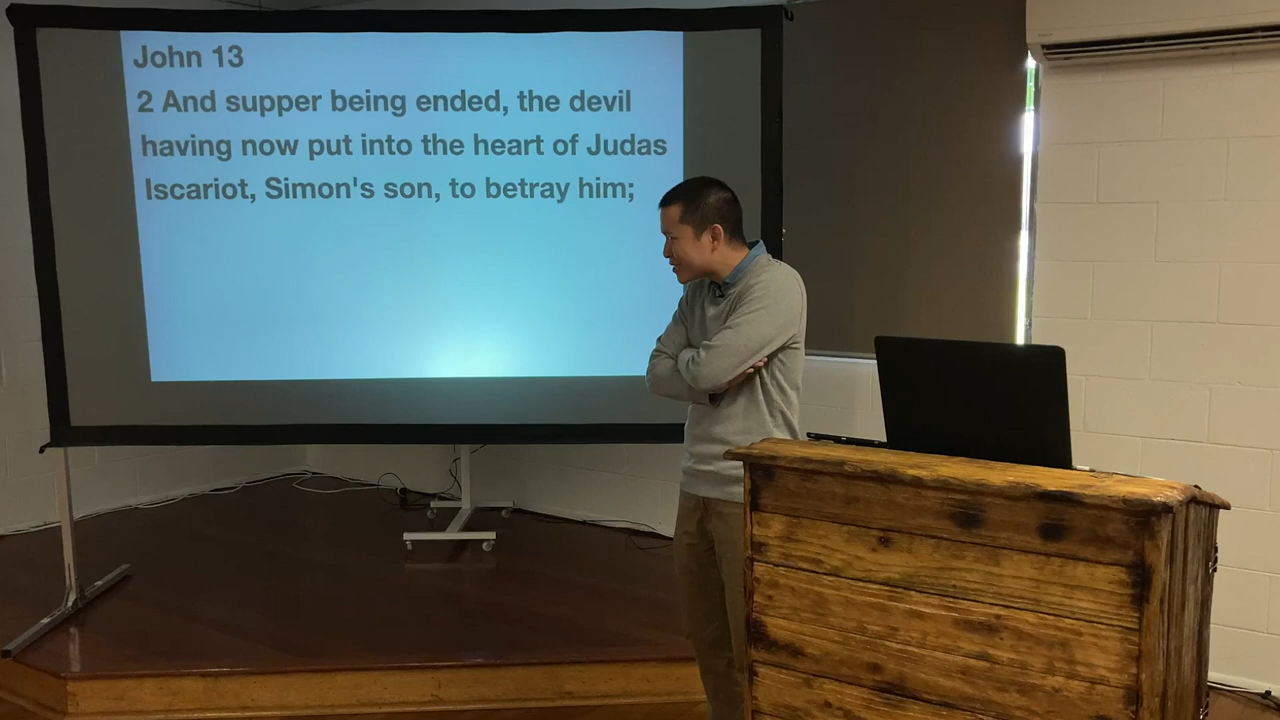 John 13
2 And supper being ended, the devil
having now put into the heart of Judas
Iscariot, Simon's son, to betray him;